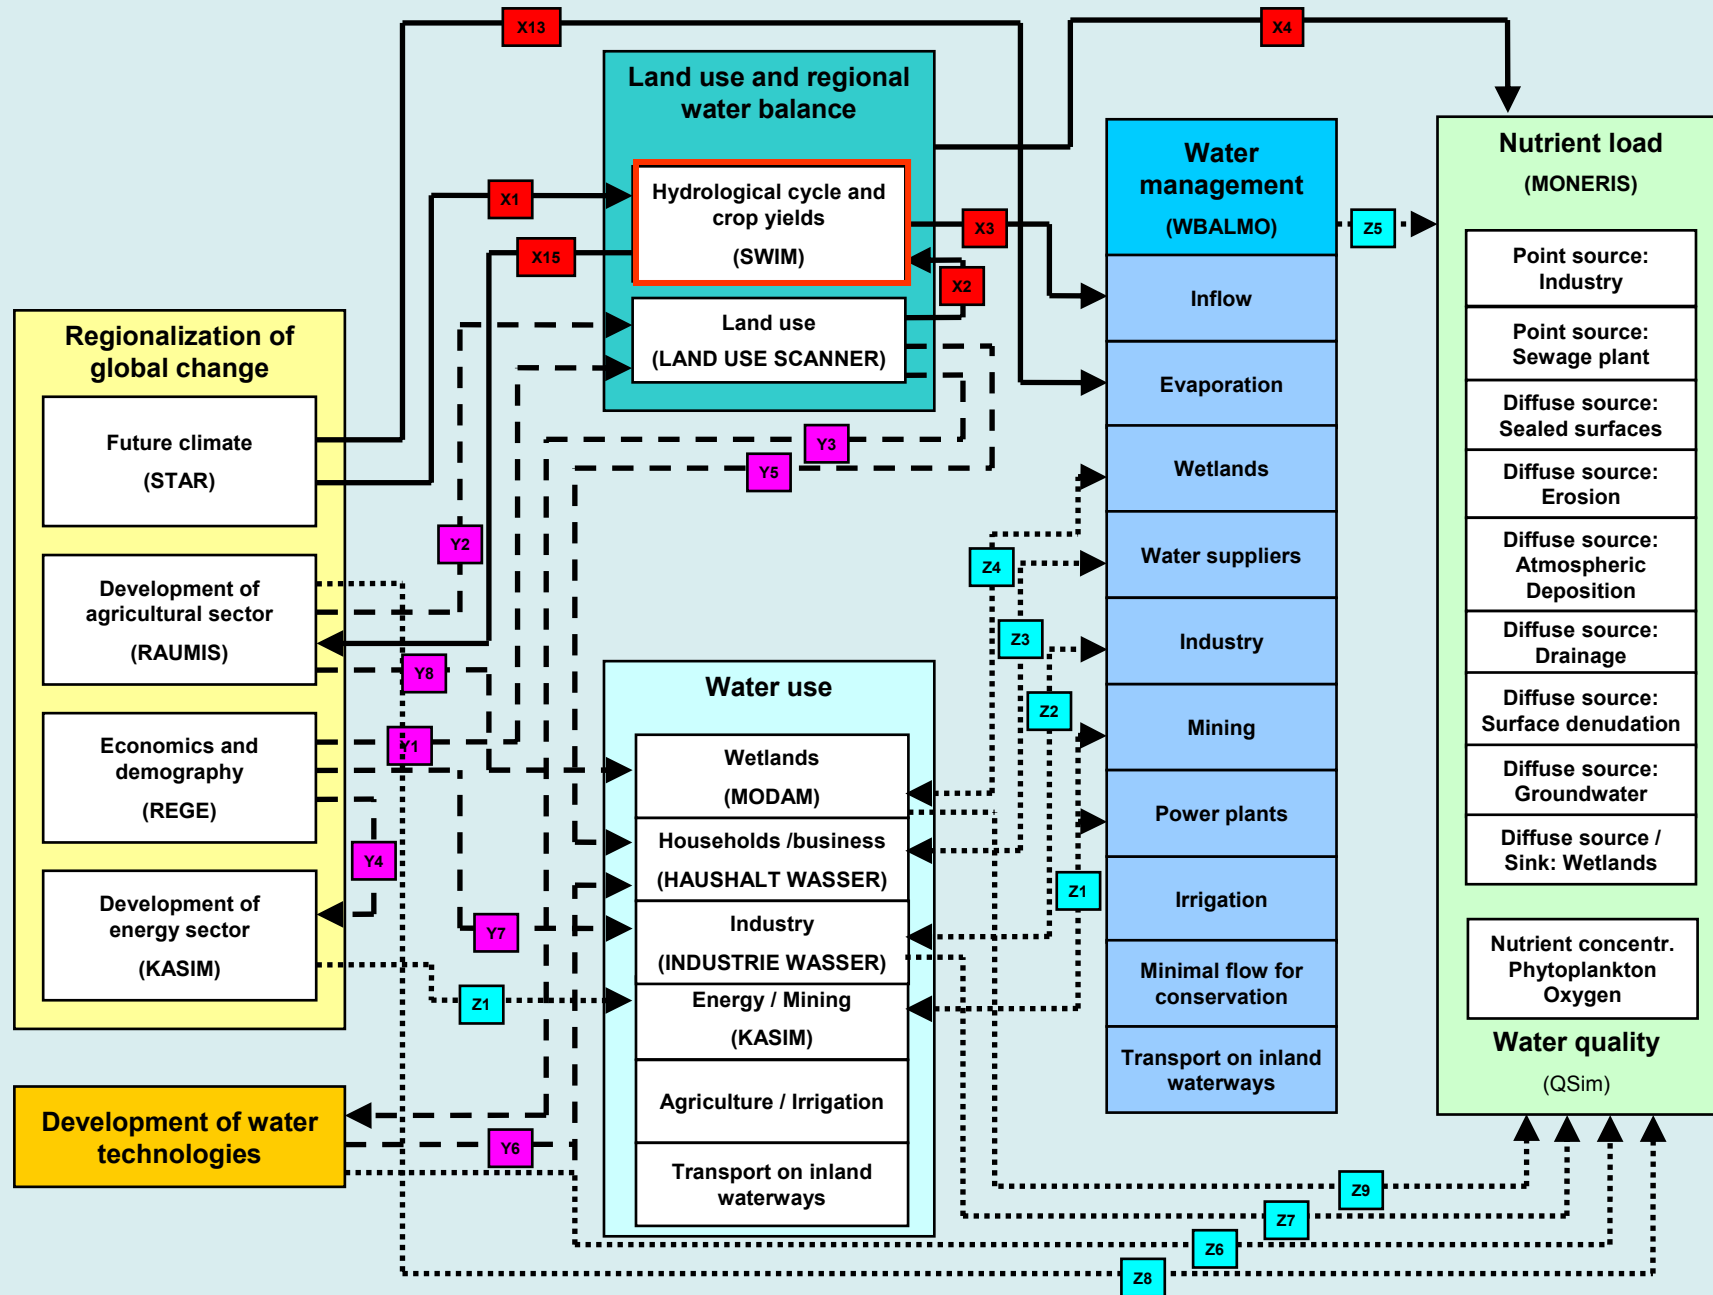 X13
X4
Land use and regional
water balance
Hydrological cycle and
crop yields
(SWIM)
X1
X15
X3
X2
Land use
(LAND USE SCANNER)
Water
management
(WBALMO)
Inflow
Evaporation
Wetlands
Water suppliers
Industry
Mining
Power plants
Irrigation
Minimal flow for
conservation
Transport on inland
waterways
Z5
Nutrient load
(MONERIS)
Point source:
Industry
Point source:
Sewage plant
Diffuse source:
Sealed surfaces
Diffuse source:
Erosion
Diffuse source:
Atmospheric
Deposition
Diffuse source:
Drainage
Diffuse source:
Surface denudation
Diffuse source:
Groundwater
Diffuse source /
Sink: Wetlands
Nutrient concentr.
Phytoplankton
Oxygen
Water quality
(QSim)
Regionalization of
global change
Future climate
(STAR)
Development of
agricultural sector
(RAUMIS)
Economics and
demography
(REGE)
Development of
energy sector
(KASIM)
Y3
Y5
Y2
Y8
Y1
Y4
Y7
Z1
Z4
Z3
Z2
Z1
Water use
Wetlands
(MODAM)
Households /business
(HAUSHALT WASSER)
Industry
(INDUSTRIE WASSER)
Energy / Mining
(KASIM)
Agriculture / Irrigation
Transport on inland
waterways
Development of water
technologies
Y6
Z9
Z7
Z6
Z8